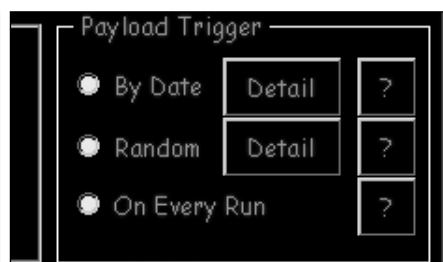 Payload Trigger
By Date Detail ?
Random Detail ?
On Every Run ?